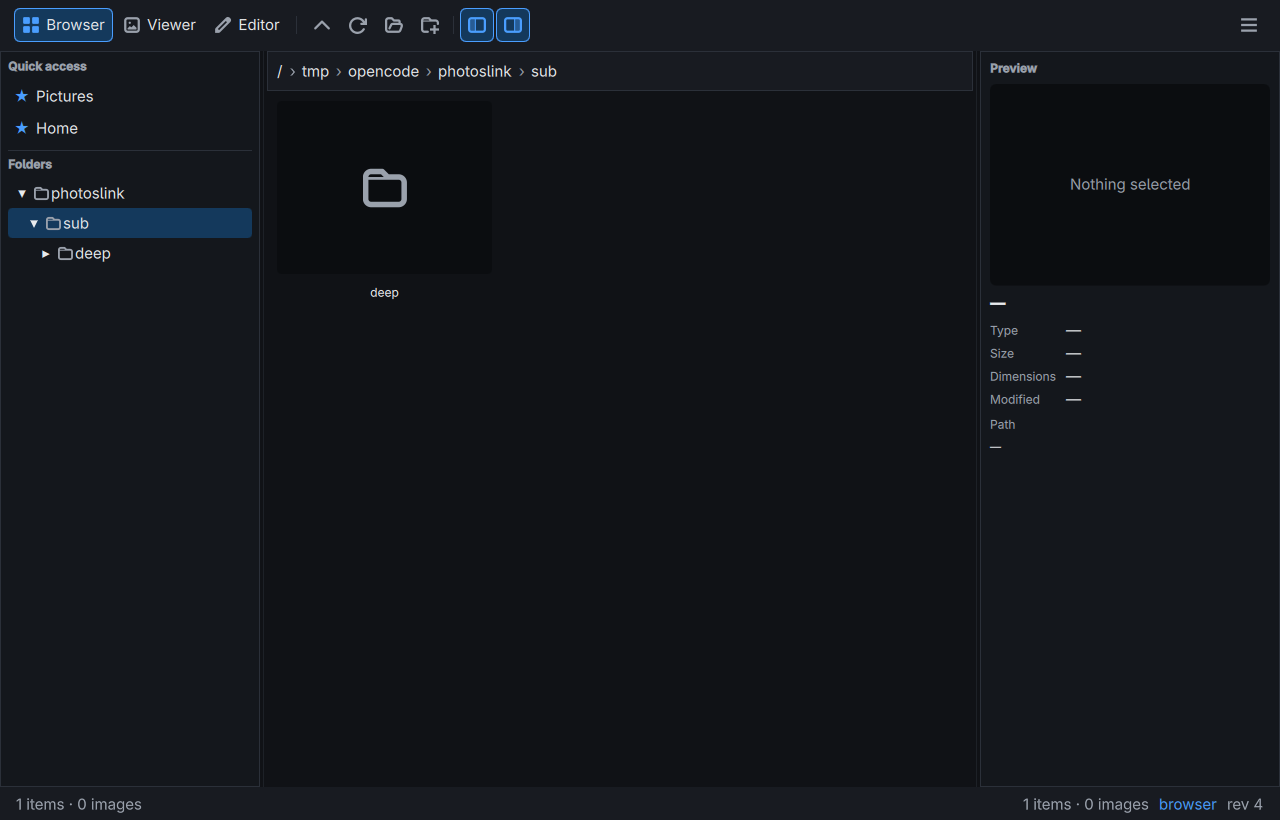 Browser Viewer Editor
Quick access
Pictures
Home
Folders
photoslink
sub
deep
/ › tmp › opencode › photoslink › sub
deep
Preview
Nothing selected
—
Type —
Size —
Dimensions —
Modified —
Path
—
1 items · 0 images
1 items · 0 images browser rev 4